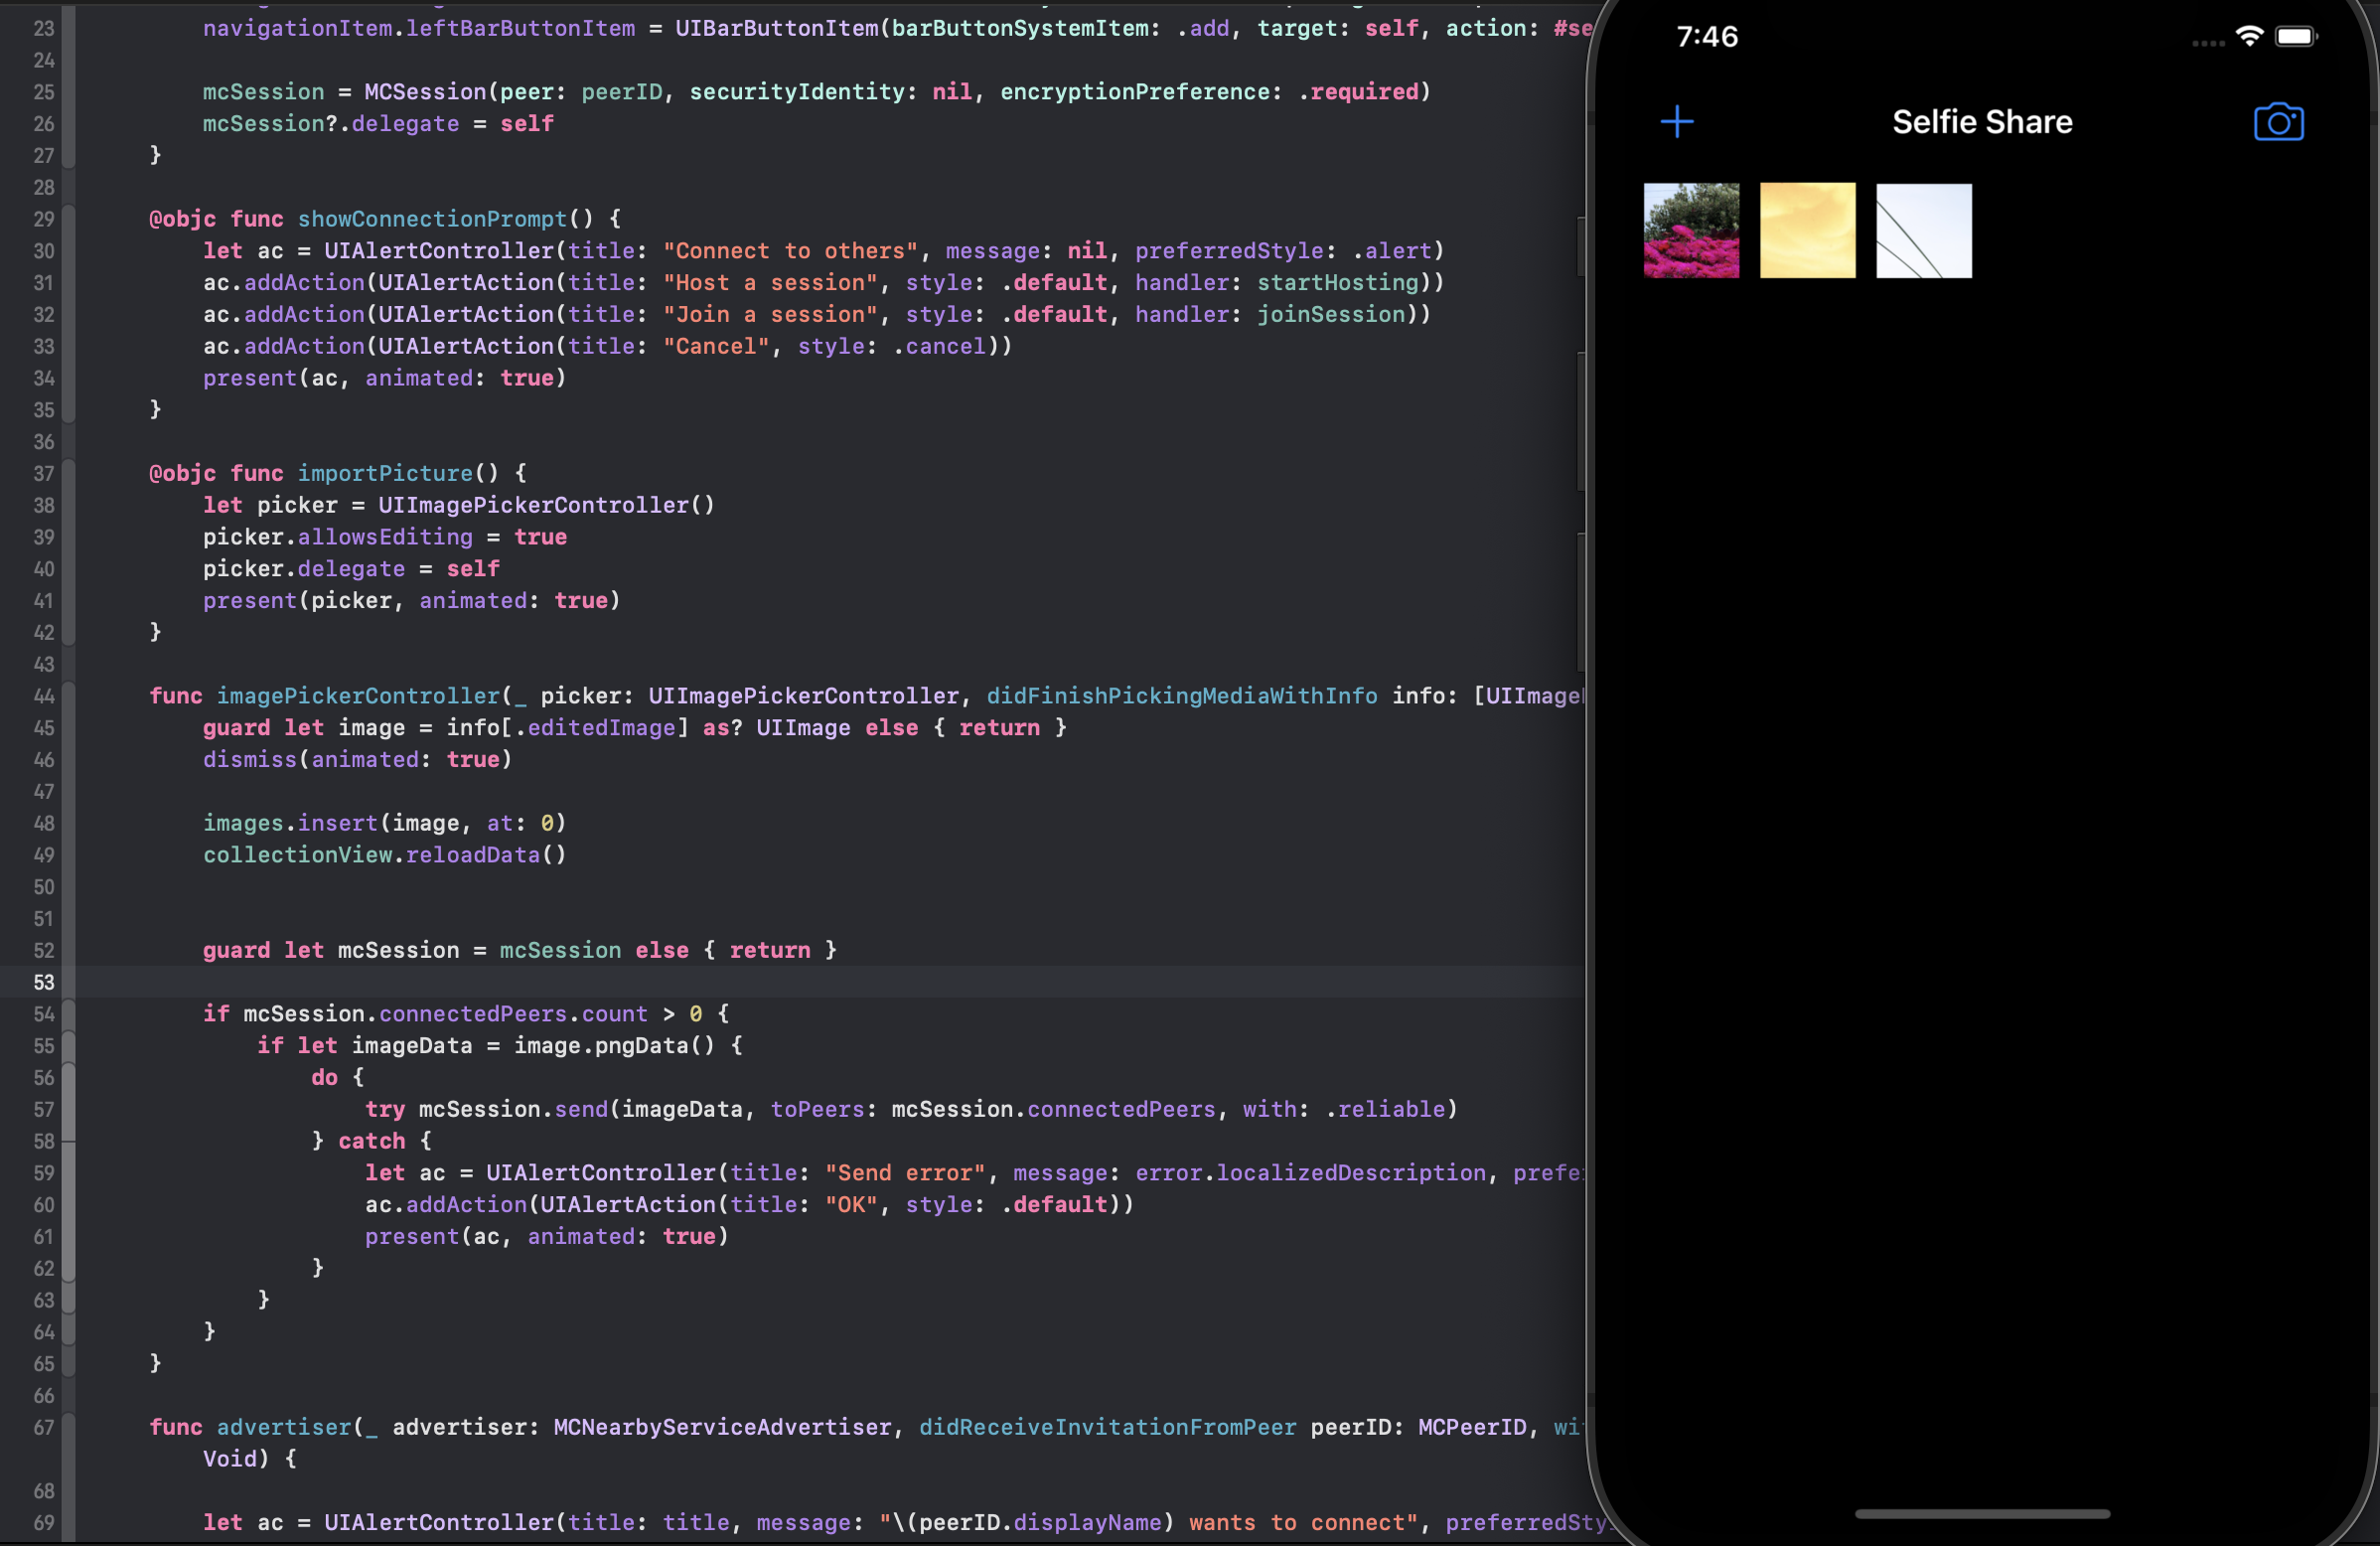 23 navigationItem.leftBarButtonItem = UIBarButtonItem(barButtonSystemItem: .add, target: self, action: #se
24
25 mcSession = MCSession(peer: peerID, securityIdentity: nil, encryptionPreference: .required)
26 mcSession?.delegate = self
27 }
28
29 @objc func showConnectionPrompt() {
30 let ac = UIAlertController(title: "Connect to others", message: nil, preferredStyle: .alert)
31 ac.addAction(UIAlertAction(title: "Host a session", style: .default, handler: startHosting))
32 ac.addAction(UIAlertAction(title: "Join a session", style: .default, handler: joinSession))
33 ac.addAction(UIAlertAction(title: "Cancel", style: .cancel))
34 present(ac, animated: true)
35 }
36
37 @objc func importPicture() {
38 let picker = UIImagePickerController()
39 picker.allowsEditing = true
40 picker.delegate = self
41 present(picker, animated: true)
42 }
43
44 func imagePickerController(_ picker: UIImagePickerController, didFinishPickingMediaWithInfo info: [UIImage
45 guard let image = info[.editedImage] as? UIImage else { return }
46 dismiss(animated: true)
47
48 images.insert(image, at: 0)
49 collectionView.reloadData()
50
51
52 guard let mcSession = mcSession else { return }
53
54 if mcSession.connectedPeers.count > 0 {
55 if let imageData = image.pngData() {
56 do {
57 try mcSession.send(imageData, toPeers: mcSession.connectedPeers, with: .reliable)
58 } catch {
59 let ac = UIAlertController(title: "Send error", message: error.localizedDescription, prefe
60 ac.addAction(UIAlertAction(title: "OK", style: .default))
61 present(ac, animated: true)
62 }
63 }
64 }
65 }
66
67 func advertiser(_ advertiser: MCNearbyServiceAdvertiser, didReceiveInvitationFromPeer peerID: MCPeerID, wi
Void) {
68
69 let ac = UIAlertController(title: title, message: "\(peerID.displayName) wants to connect", preferredSty
7:46
Selfie Share